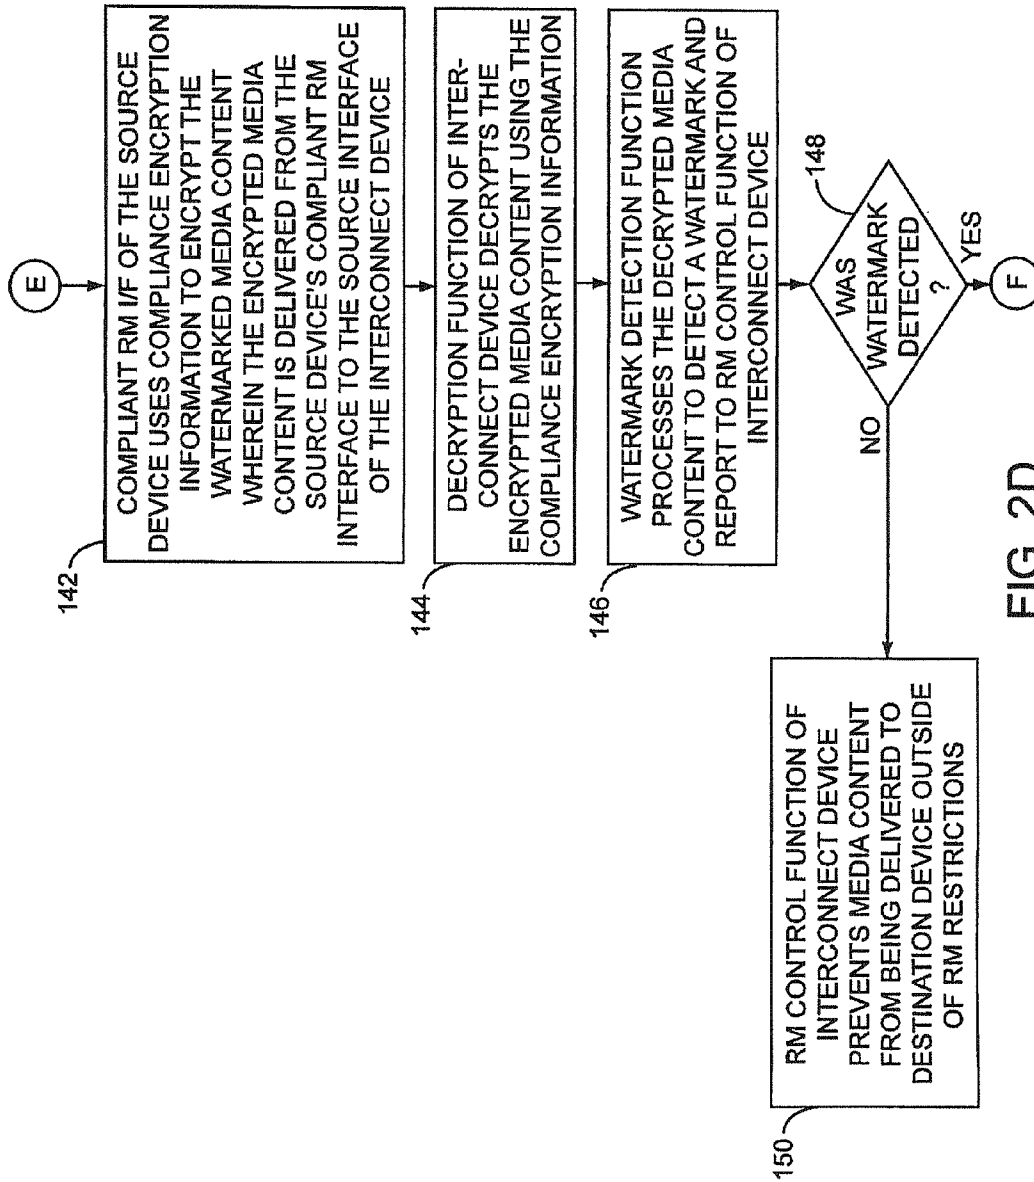 E
142
COMPLIANT RM I/F OF THE SOURCE
DEVICE USES COMPLIANCE ENCRYPTION
INFORMATION TO ENCRYPT THE
WATERMARKED MEDIA CONTENT
WHEREIN THE ENCRYPTED MEDIA
CONTENT IS DELIVERED FROM THE
SOURCE DEVICE'S COMPLIANT RM
INTERFACE TO THE SOURCE INTERFACE
OF THE INTERCONNECT DEVICE
144
DECRYPTION FUNCTION OF INTER-
CONNECT DEVICE DECRYPTS THE
ENCRYPTED MEDIA CONTENT USING THE
COMPLIANCE ENCRYPTION INFORMATION
146
WATERMARK DETECTION FUNCTION
PROCESSES THE DECRYPTED MEDIA
CONTENT TO DETECT A WATERMARK AND
REPORT TO RM CONTROL FUNCTION OF
INTERCONNECT DEVICE
148
WAS
WATERMARK
DETECTED
?
NO
YES
F
150
RM CONTROL FUNCTION OF
INTERCONNECT DEVICE
PREVENTS MEDIA CONTENT
FROM BEING DELIVERED TO
DESTINATION DEVICE OUTSIDE
OF RM RESTRICTIONS
FIG. 2D